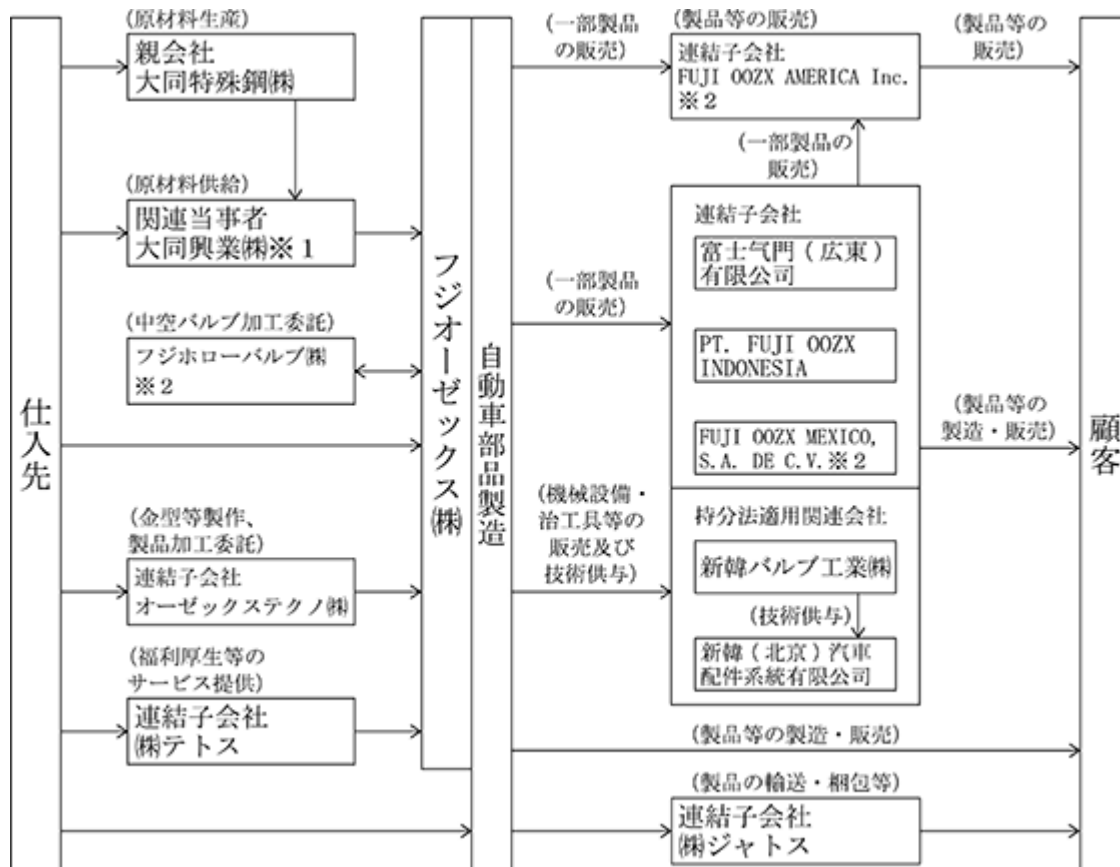 仕入先
(原材料生産)
親会社
大同特殊鋼㈱
(原材料供給)
関連当事者
大同興業㈱※1
(中空バルブ加工委託)
フジホローバルブ㈱
※2
(金型等製作、
製品加工委託)
連結子会社
オーゼックステクノ㈱
(福利厚生等の
サービス提供)
連結子会社
㈱テトス
フジオーゼックス㈱
自動車部品製造
(一部製品
の販売)
(一部製品
の販売)
(機械設備・
治工具等の
販売及び
技術供与)
(製品等の販売)
連結子会社
FUJI OOZX AMERICA Inc.
※2
(一部製品の
販売)
連結子会社
富士气門(広東)
有限公司
PT. FUJI OOZX
INDONESIA
FUJI OOZX MEXICO,
S.A. DE C.V.※2
持分法適用関連会社
新韓バルブ工業㈱
(技術供与)
新韓(北京)汽車
配件系統有限公司
(製品等の製造・販売)
(製品の輸送・梱包等)
連結子会社
㈱ジャトス
(製品等の
販売)
(製品等の
製造・販売)
顧客